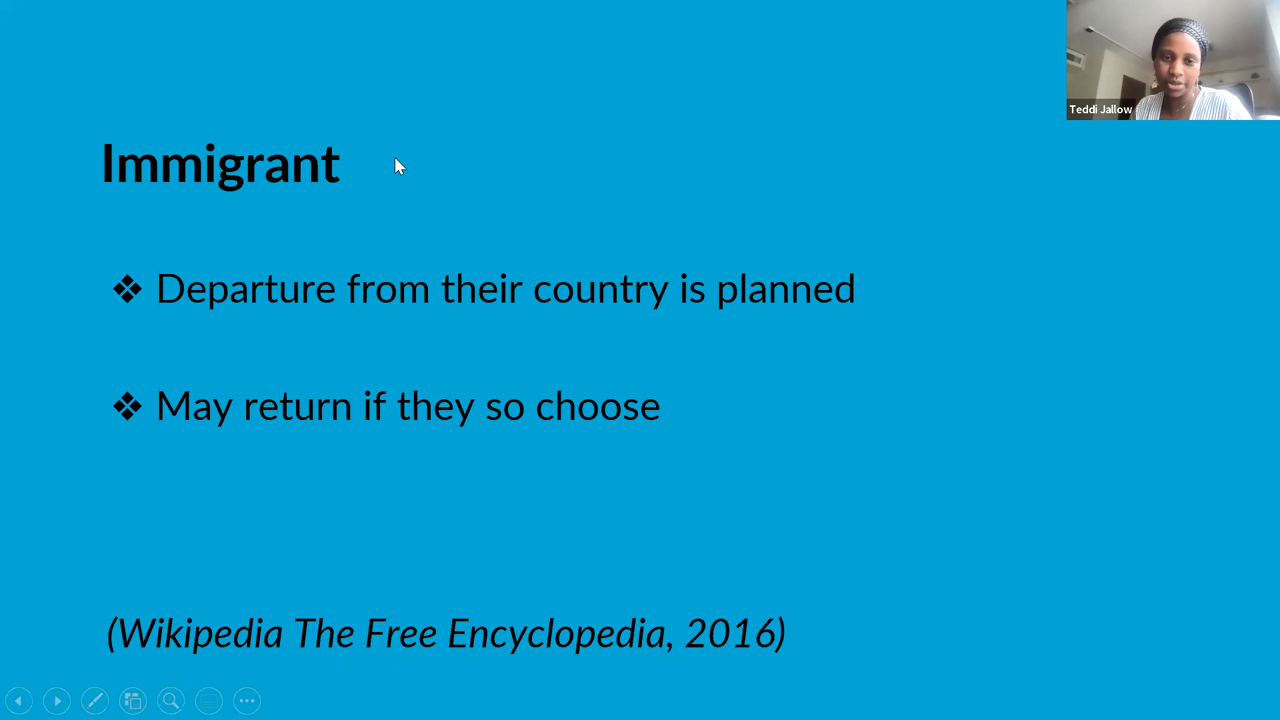 Teddi Jallow
Immigrant
❖ Departure from their country is planned
❖ May return if they so choose
(Wikipedia The Free Encyclopedia, 2016)